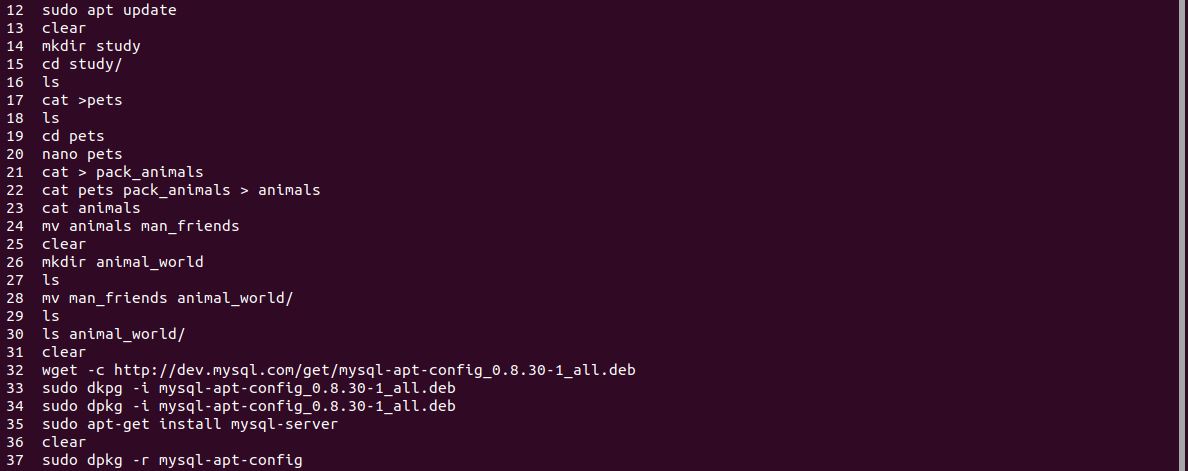 12 sudo apt update
13 clear
14 mkdir study
15 cd study/
16 ls
17 cat >pets
18 ls
19 cd pets
20 nano pets
21 cat > pack_animals
22 cat pets pack_animals > animals
23 cat animals
24 mv animals man_friends
25 clear
26 mkdir animal_world
27 ls
28 mv man_friends animal_world/
29 ls
30 ls animal_world/
31 clear
32 wget -c http://dev.mysql.com/get/mysql-apt-config_0.8.30-1_all.deb
33 sudo dkpg -i mysql-apt-config_0.8.30-1_all.deb
34 sudo dpkg -i mysql-apt-config_0.8.30-1_all.deb
35 sudo apt-get install mysql-server
36 clear
37 sudo dpkg -r mysql-apt-config